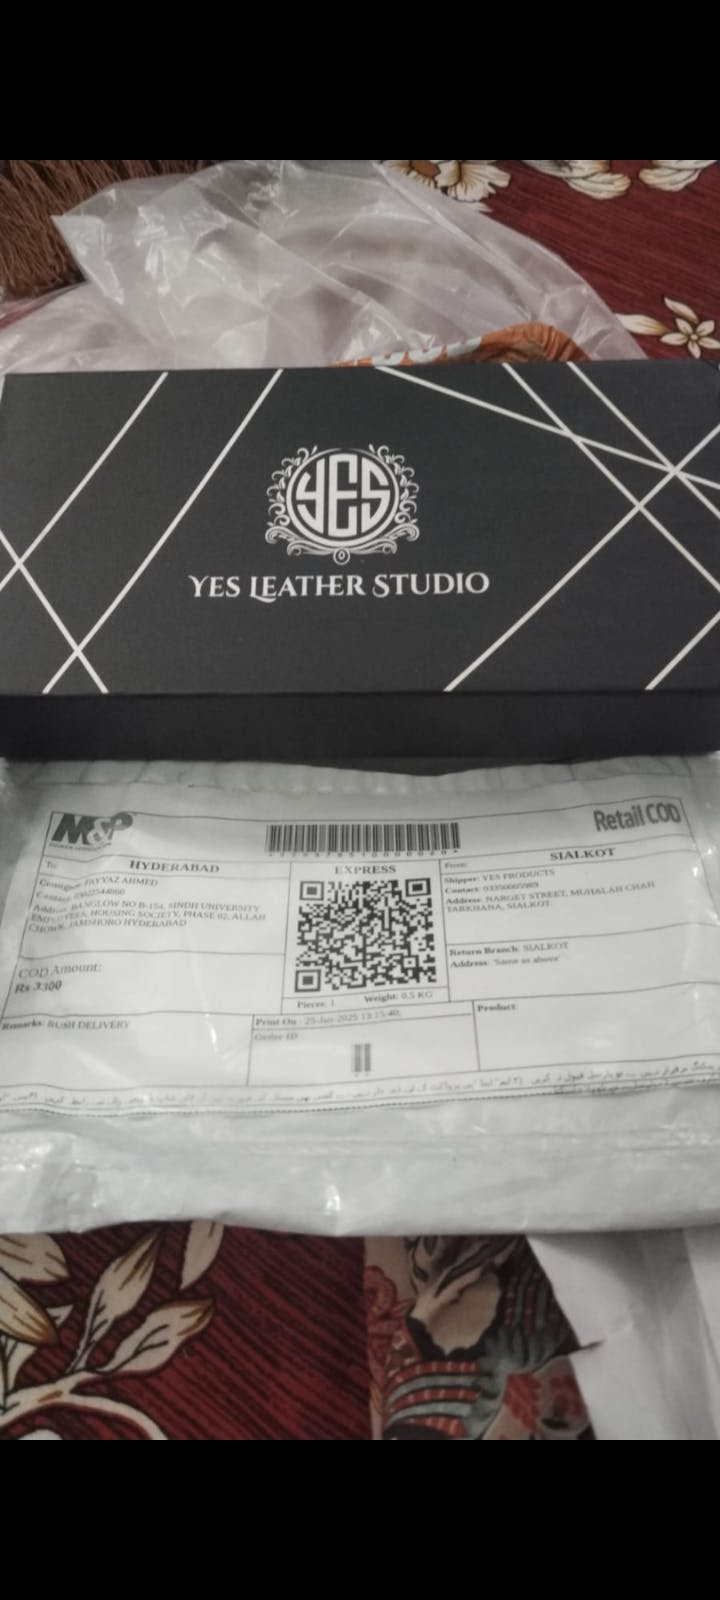 YES
YES LEATHER STUDIO
M&P
Retail COD
To:
HYDERABAD
Consignee: FAYYAZ AHMED
Address: BANGLOW NO B-154, SINDH UNIVERSITY
EMPLOYEES, HOUSING SOCIETY, PHASE 02, ALLAH
CHOWK, JAMSHORO HYDERABAD
COD Amount:
Rs 3300
Remarks: RUSH DELIVERY
EXPRESS
Pieces: 1 Weight: 0.5 KG
Print On : 25-Jan-2025 13:15:40;
Order ID :
From:
SIALKOT
Shipper: YES PRODUCTS
Address: NARGET STREET, MUHALAH CHAH
TARKHANA, SIALKOT.
Return Branch: SIALKOT
Address: 'Same as above'
Product: